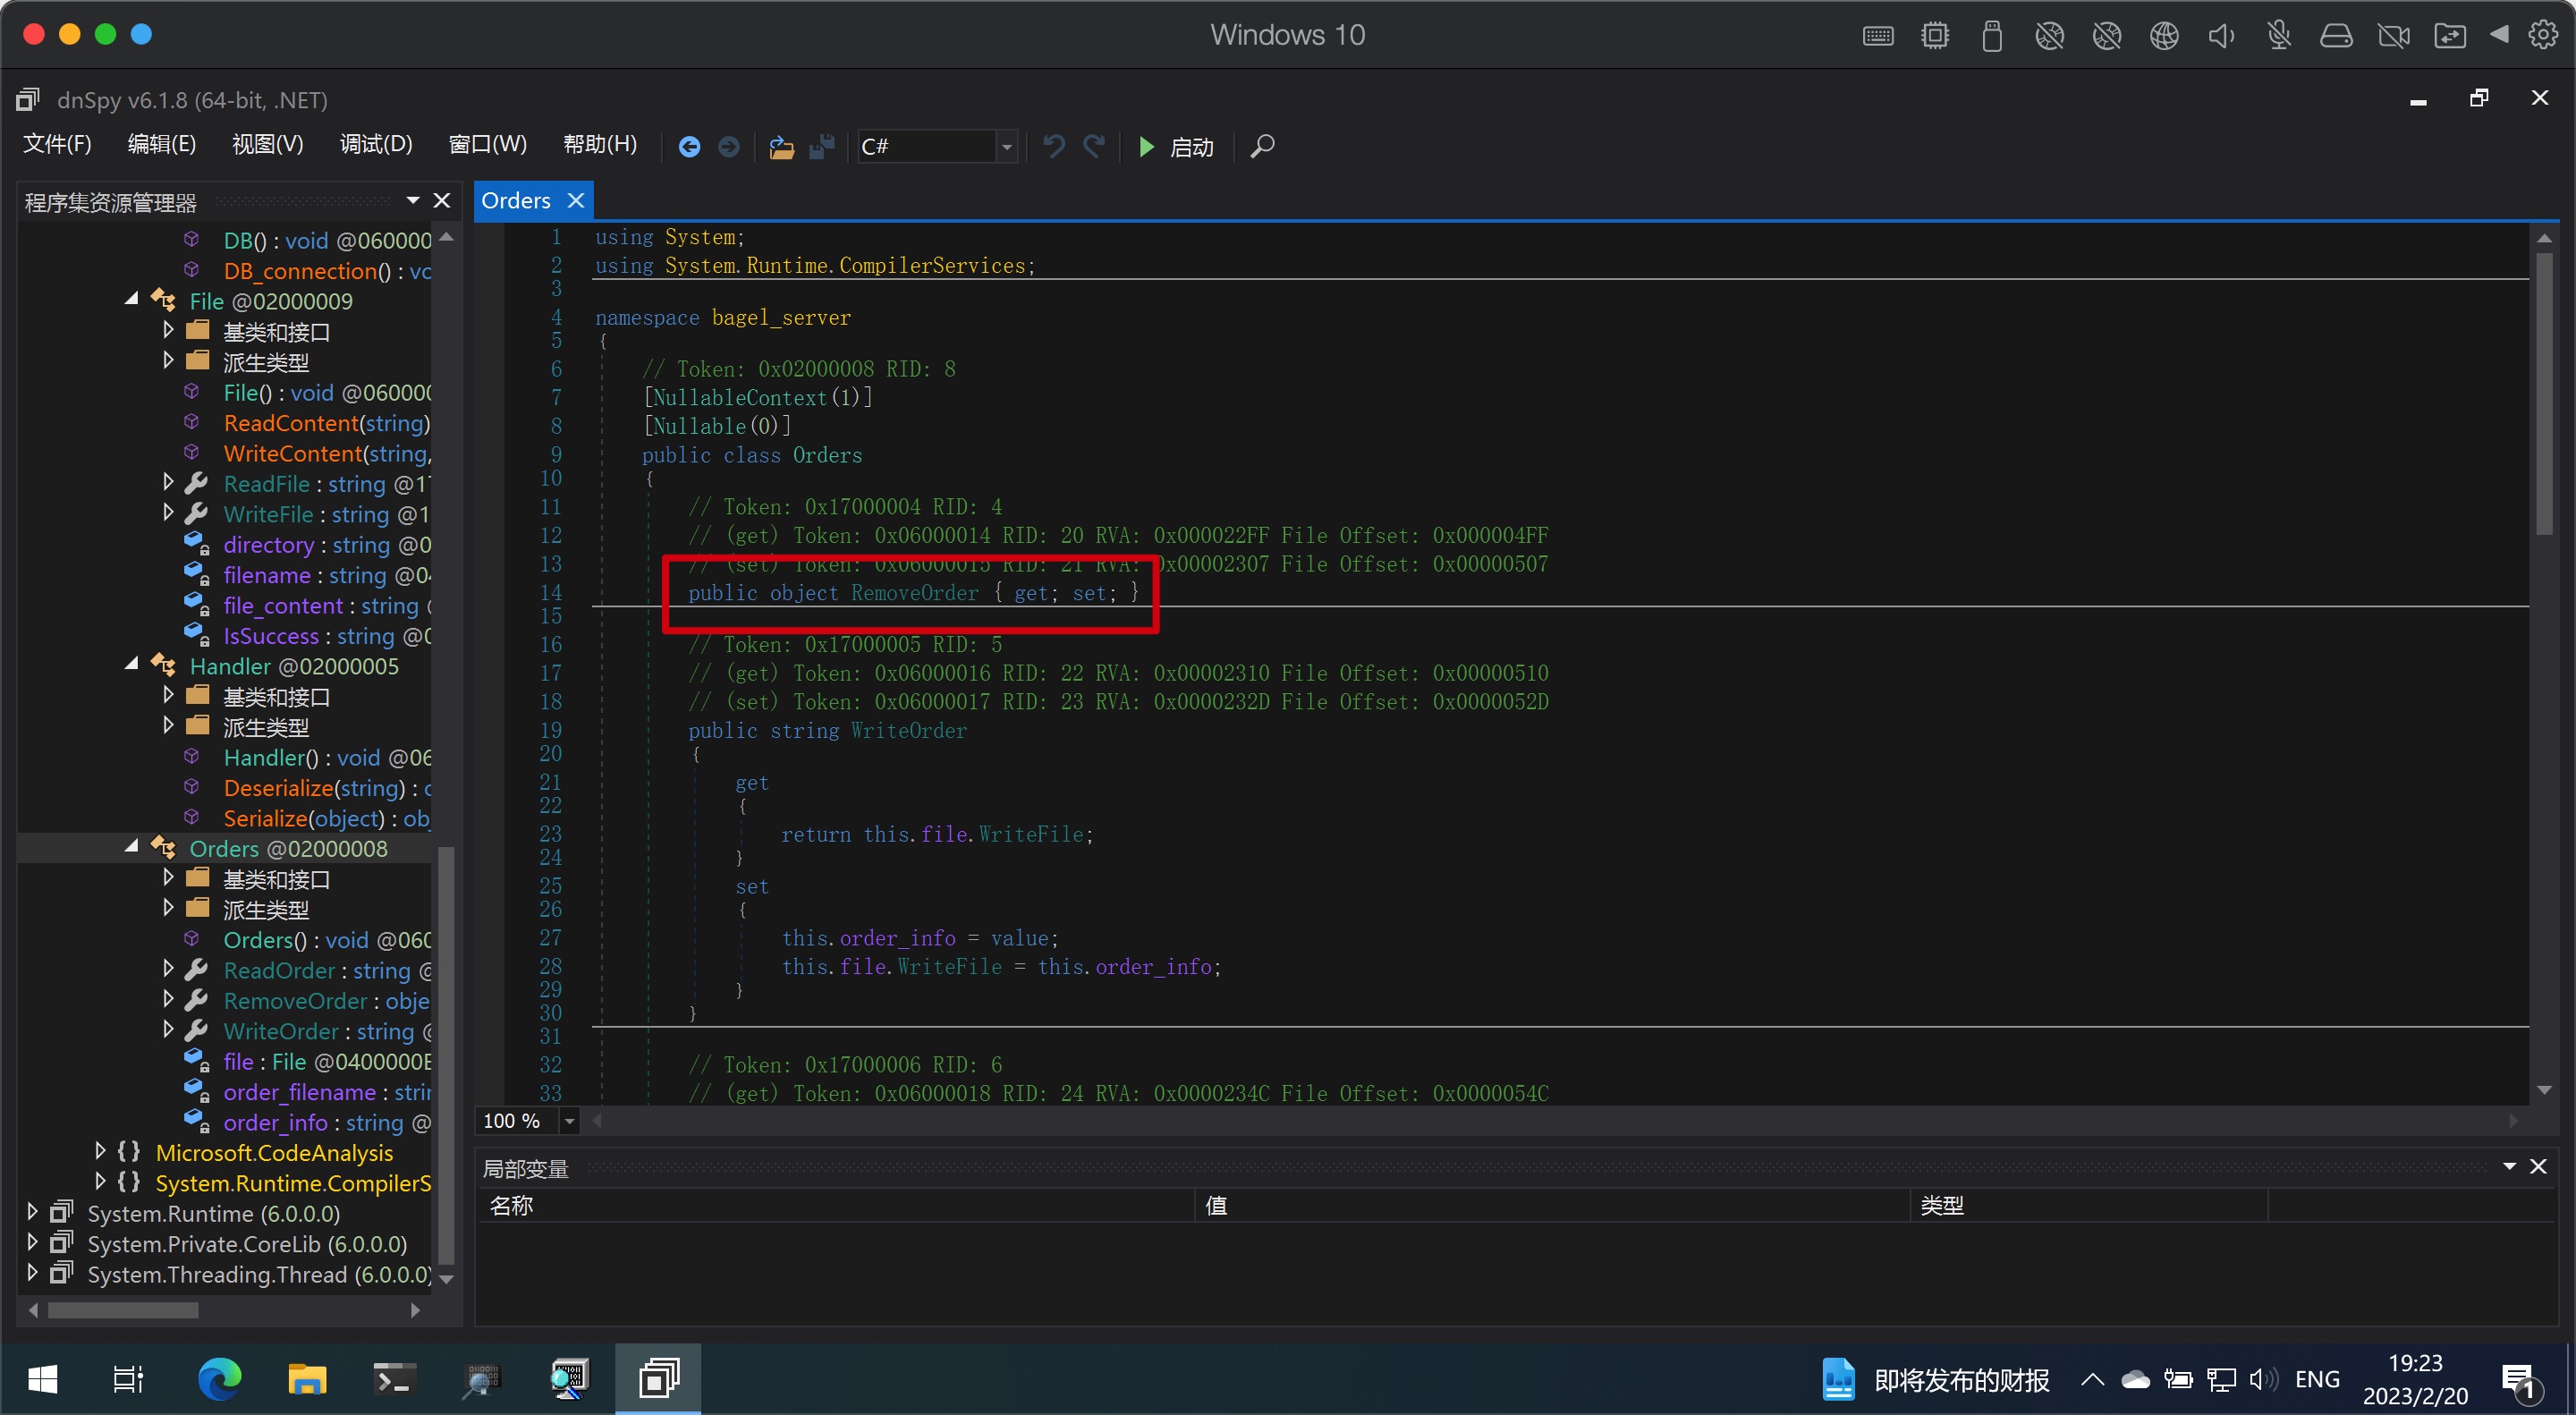 Windows 10
dnSpy v6.1.8 (64-bit, .NET)
文件(F) 编辑(E) 视图(V) 调试(D) 窗口(W) 帮助(H) C# 启动
程序集资源管理器
DB() : void @060000
DB_connection() : vo
File @02000009
基类和接口
派生类型
File() : void @060000
ReadContent(string)
WriteContent(string,
ReadFile : string @17
WriteFile : string @1
directory : string @0
filename : string @04
file_content : string (
IsSuccess : string @0
Handler @02000005
基类和接口
派生类型
Handler() : void @06
Deserialize(string) : o
Serialize(object) : obj
Orders @02000008
基类和接口
派生类型
Orders() : void @060
ReadOrder : string @
RemoveOrder : obje
WriteOrder : string @
file : File @0400000E
order_filename : strin
order_info : string @
Microsoft.CodeAnalysis
System.Runtime.CompilerS
System.Runtime (6.0.0.0)
System.Private.CoreLib (6.0.0.0)
System.Threading.Thread (6.0.0.0)
Orders
1 using System;
2 using System.Runtime.CompilerServices;
3
4 namespace bagel_server
5 {
6 // Token: 0x02000008 RID: 8
7 [NullableContext(1)]
8 [Nullable(0)]
9 public class Orders
10 {
11 // Token: 0x17000004 RID: 4
12 // (get) Token: 0x06000014 RID: 20 RVA: 0x000022FF File Offset: 0x000004FF
13 // (set) Token: 0x06000015 RID: 21 RVA: 0x00002307 File Offset: 0x00000507
14 public object RemoveOrder { get; set; }
15
16 // Token: 0x17000005 RID: 5
17 // (get) Token: 0x06000016 RID: 22 RVA: 0x00002310 File Offset: 0x00000510
18 // (set) Token: 0x06000017 RID: 23 RVA: 0x0000232D File Offset: 0x0000052D
19 public string WriteOrder
20 {
21 get
22 {
23 return this.file.WriteFile;
24 }
25 set
26 {
27 this.order_info = value;
28 this.file.WriteFile = this.order_info;
29 }
30 }
31
32 // Token: 0x17000006 RID: 6
33 // (get) Token: 0x06000018 RID: 24 RVA: 0x0000234C File Offset: 0x0000054C
100 %
局部变量
名称 值 类型
即将发布的财报 ENG
19:23
2023/2/20
1